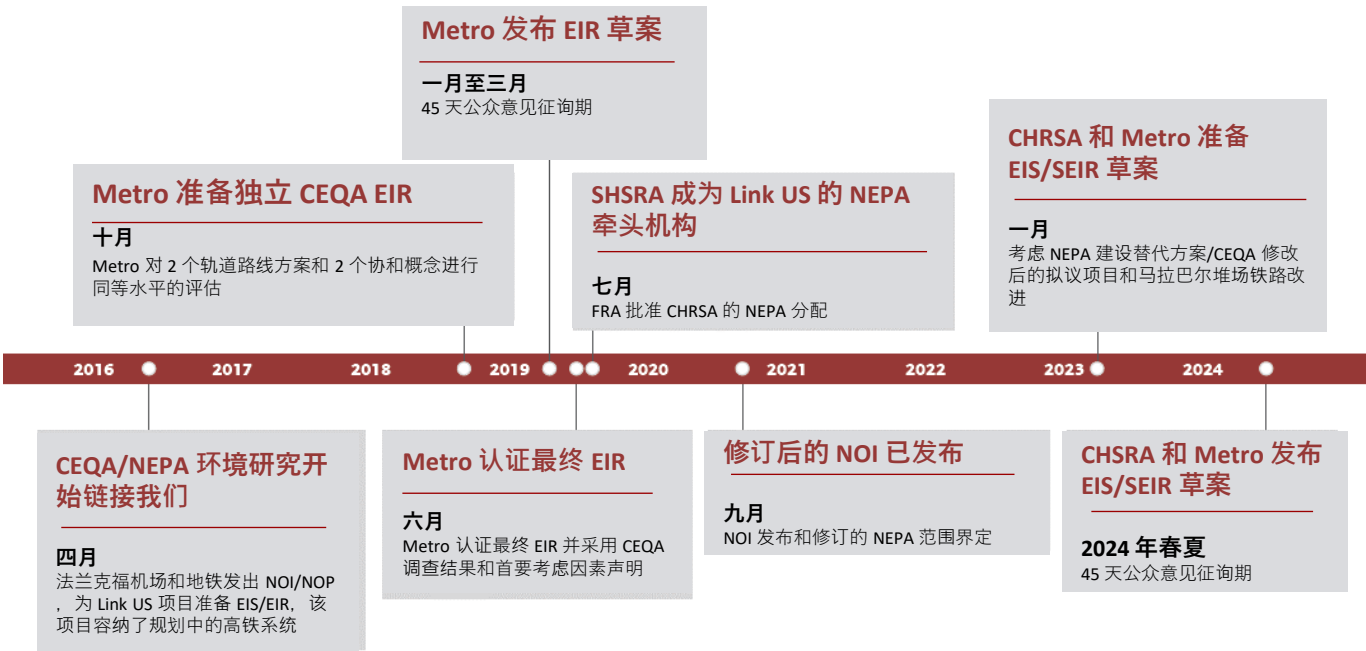 Metro 发布 EIR 草案
一月至三月
45 天公众意见征询期
CHRSA 和 Metro 准备
EIS/SEIR 草案
一月
考虑 NEPA 建设替代方案/CEQA 修改
后的拟议项目和马拉巴尔堆场铁路改
进
Metro 准备独立 CEQA EIR
十月
Metro 对 2 个轨道路线方案和 2 个协和概念进行
同等水平的评估
SHSRA 成为 Link US 的 NEPA
牵头机构
七月
FRA 批准 CHRSA 的 NEPA 分配
2016 2017 2018 2019 2020 2021 2022 2023 2024
CEQA/NEPA 环境研究开
始链接我们
四月
法兰克福机场和地铁发出 NOI/NOP
，为 Link US 项目准备 EIS/EIR，该
项目容纳了规划中的高铁系统
Metro 认证最终 EIR
六月
Metro 认证最终 EIR 并采用 CEQA
调查结果和首要考虑因素声明
修订后的 NOI 已发布
九月
NOI 发布和修订的 NEPA 范围界定
CHSRA 和 Metro 发布
EIS/SEIR 草案
2024 年春夏
45 天公众意见征询期